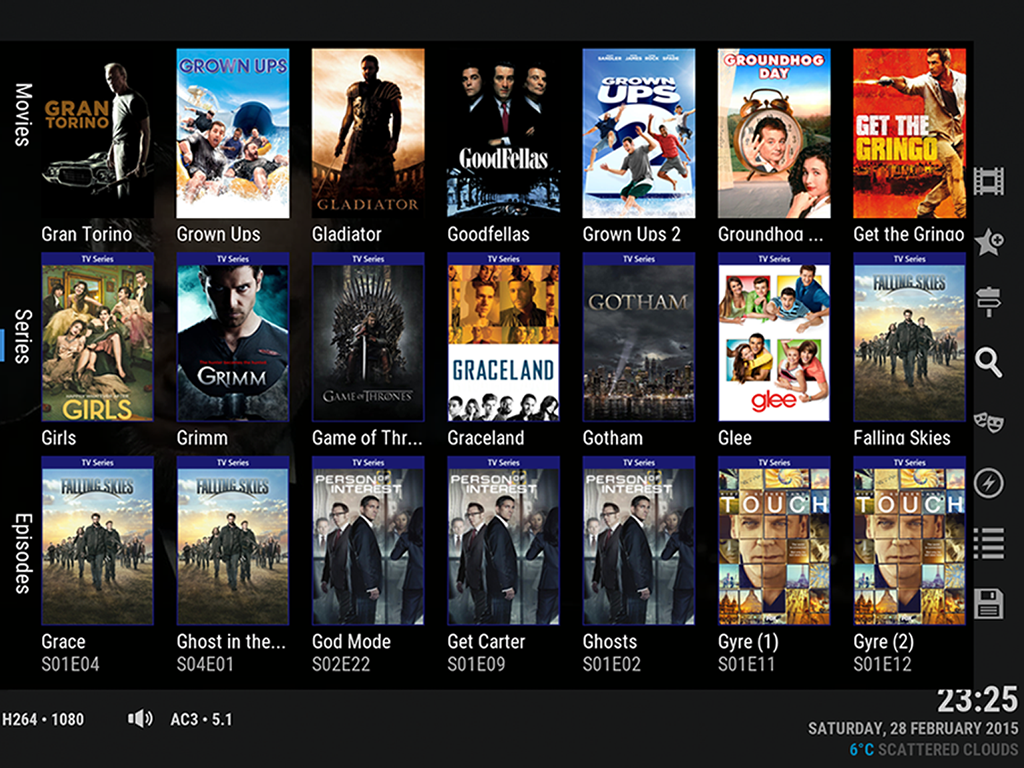 Movies
GRAN
TORINO
GROWN UPS
GLADIATOR
GOODFELLAS
SANDLER JAMES ROCK SPADE
GROWN
UPS
2
GROUNDHOG
DAY
GET THE
GRINGO
Gran Torino
Grown Ups
Gladiator
Goodfellas
Grown Ups 2
Groundhog ...
Get the Gringo
Series
TV Series
TV Series
TV Series
TV Series
TV Series
TV Series
TV Series
GIRLS
GRIMM
GAME OF THRONES
GRACELAND
GOTHAM
glee
FALLING SKIES
Girls
Grimm
Game of Thr...
Graceland
Gotham
Glee
Falling Skies
Episodes
TV Series
TV Series
TV Series
TV Series
TV Series
TV Series
TV Series
FALLING SKIES
FALLING SKIES
PERSON OF
INTEREST
PERSON OF
INTEREST
PERSON OF
INTEREST
TOUCH
TOUCH
Grace
Ghost in the...
God Mode
Get Carter
Ghosts
Gyre (1)
Gyre (2)
S01E04
S04E01
S02E22
S01E09
S01E02
S01E11
S01E12
H264 • 1080
AC3 • 5.1
23:25
SATURDAY, 28 FEBRUARY 2015
6°C SCATTERED CLOUDS